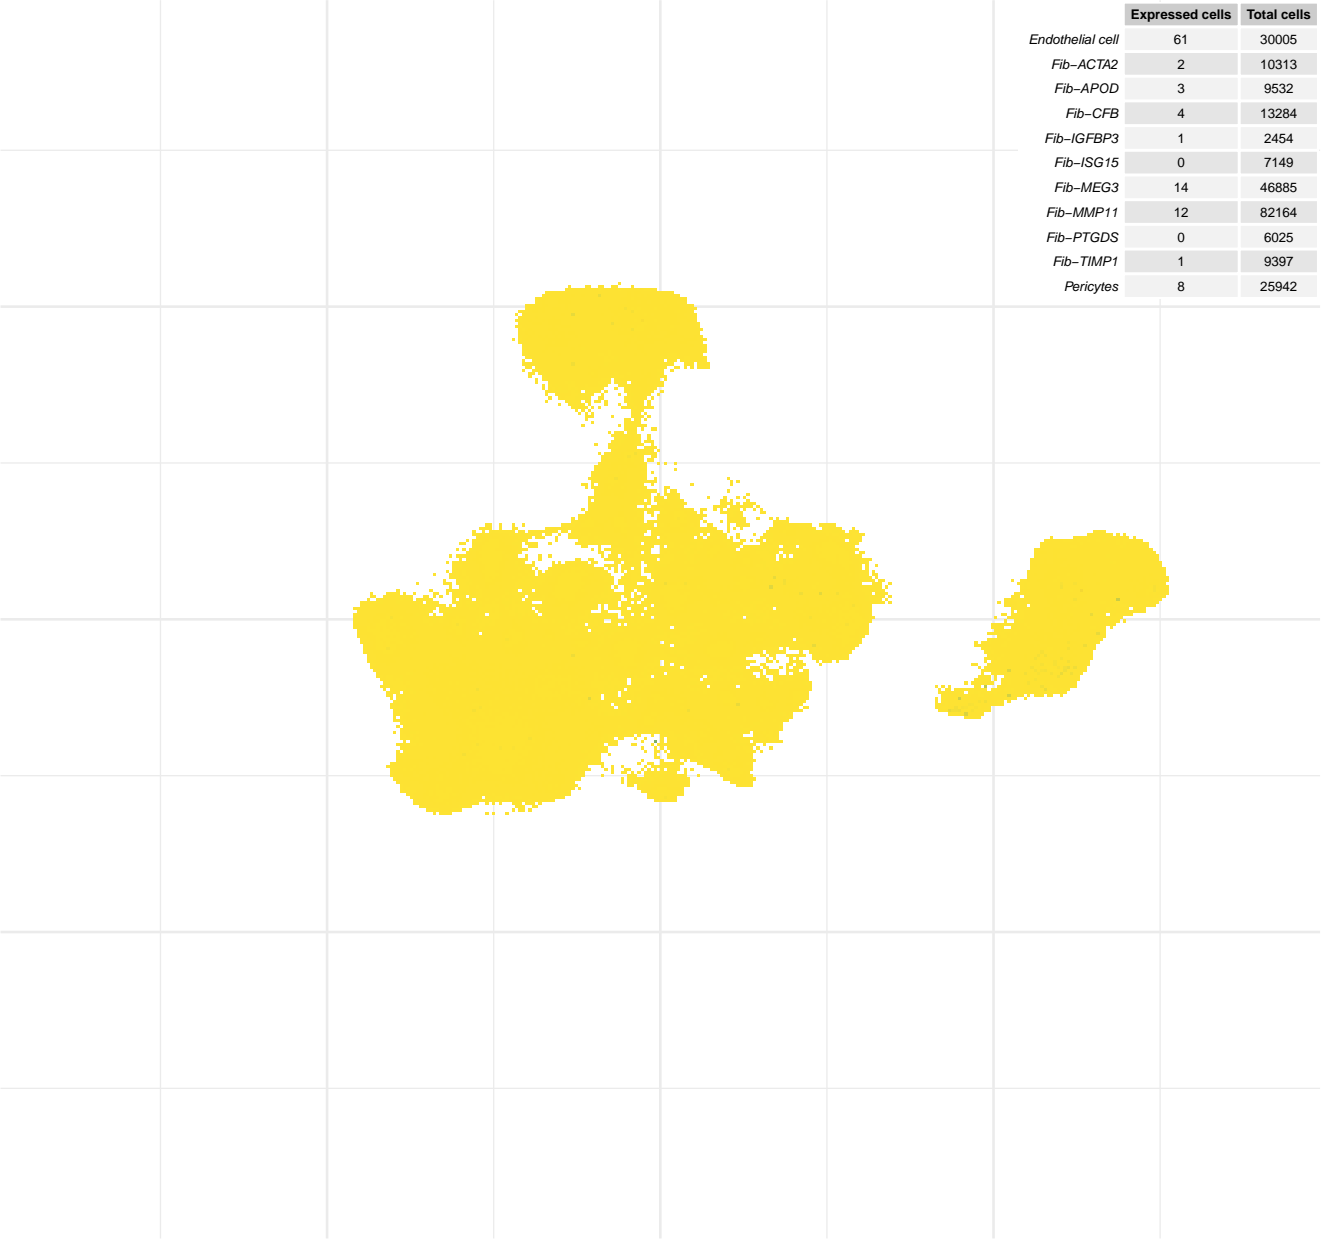 Expressed cells Total cells
Endothelial cell 61 30005
Fib−ACTA2 2 10313
Fib−APOD 3 9532
Fib−CFB 4 13284
Fib−IGFBP3 1 2454
Fib−ISG15 0 7149
Fib−MEG3 14 46885
Fib−MMP11 12 82164
Fib−PTGDS 0 6025
Fib−TIMP1 1 9397
Pericytes 8 25942